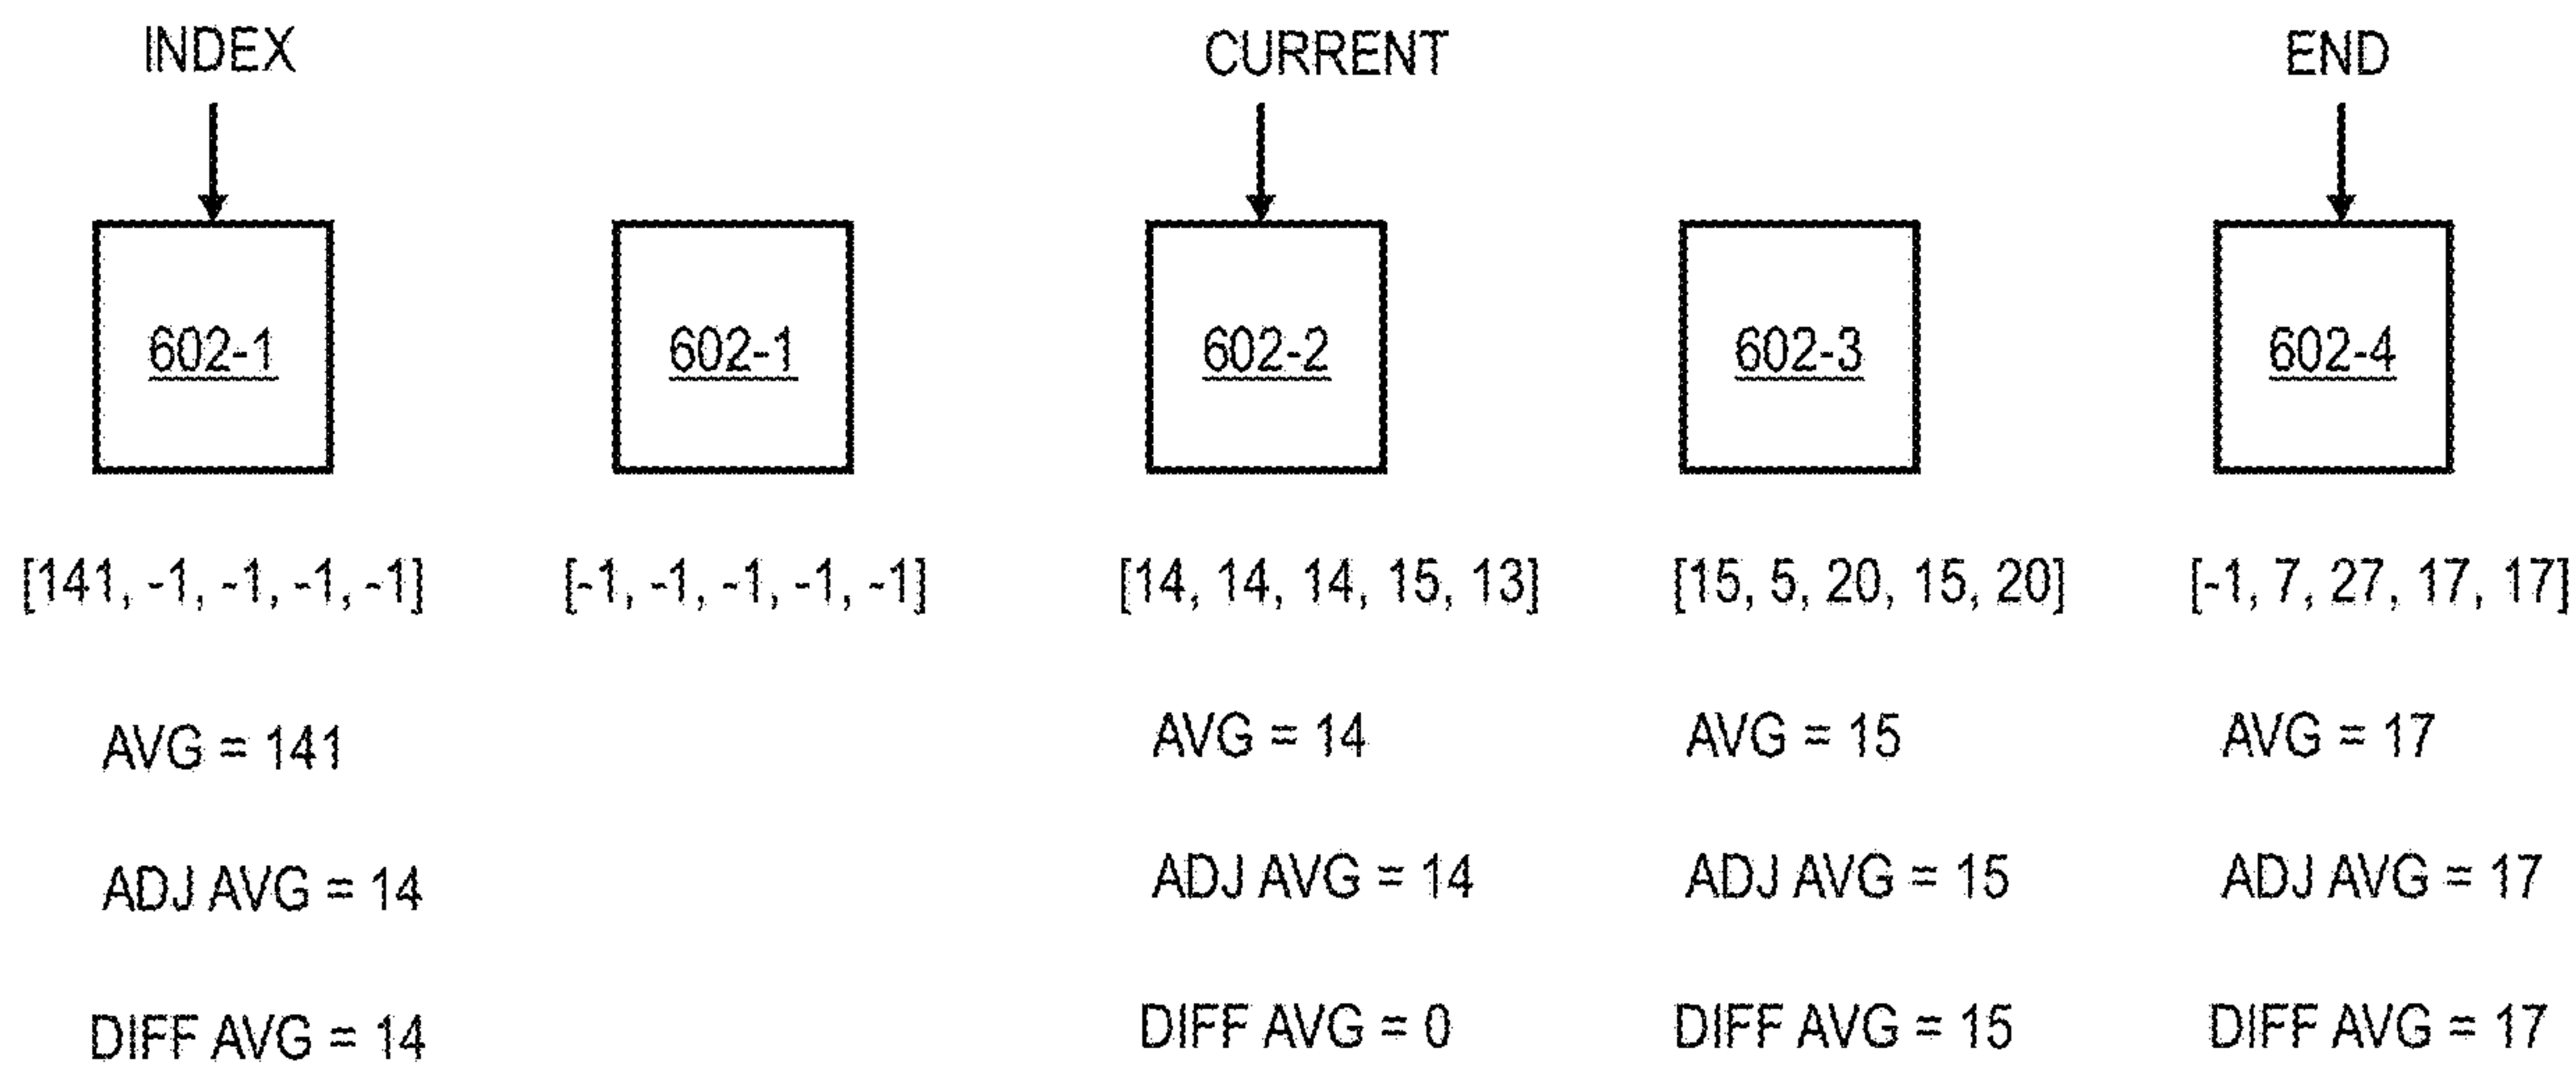 INDEX CURRENT END
602-1 602-1 602-2 602-3 602-4
[141, -1, -1, -1, -1] [-1, -1, -1, -1, -1] [14, 14, 14, 15, 13] [15, 5, 20, 15, 20] [-1, 7, 27, 17, 17]
AVG = 141 AVG = 14 AVG = 15 AVG = 17
ADJ AVG = 14 ADJ AVG = 14 ADJ AVG = 15 ADJ AVG = 17
DIFF AVG = 14 DIFF AVG = 0 DIFF AVG = 15 DIFF AVG = 17